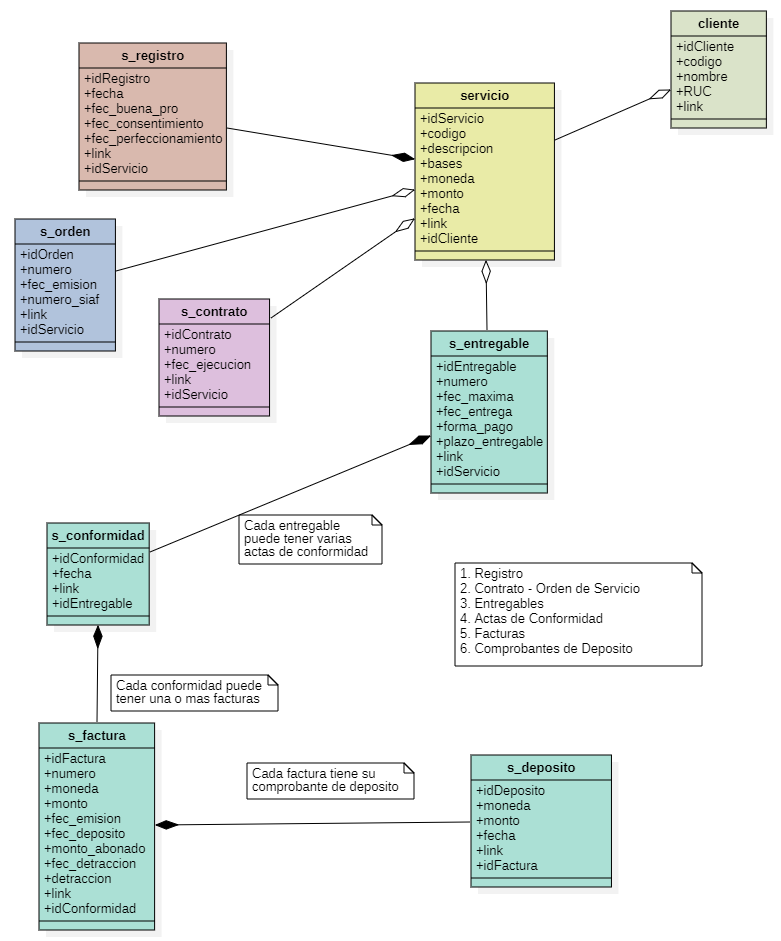 cliente
+idCliente
+codigo
+nombre
+RUC
+link
s_registro
+idRegistro
+fecha
+fec_buena_pro
+fec_consentimiento
+fec_perfeccionamiento
+link
+idServicio
servicio
+idServicio
+codigo
+descripcion
+bases
+moneda
+monto
+fecha
+link
+idCliente
s_orden
+idOrden
+numero
+fec_emision
+numero_siaf
+link
+idServicio
s_contrato
+idContrato
+numero
+fec_ejecucion
+link
+idServicio
s_entregable
+idEntregable
+numero
+fec_maxima
+fec_entrega
+forma_pago
+plazo_entregable
+link
+idServicio
s_conformidad
+idConformidad
+fecha
+link
+idEntregable
Cada entregable
puede tener varias
actas de conformidad
1. Registro
2. Contrato - Orden de Servicio
3. Entregables
4. Actas de Conformidad
5. Facturas
6. Comprobantes de Deposito
Cada conformidad puede
tener una o mas facturas
s_factura
+idFactura
+numero
+moneda
+monto
+fec_emision
+fec_deposito
+monto_abonado
+fec_detraccion
+detraccion
+link
+idConformidad
Cada factura tiene su
comprobante de deposito
s_deposito
+idDeposito
+moneda
+monto
+fecha
+link
+idFactura